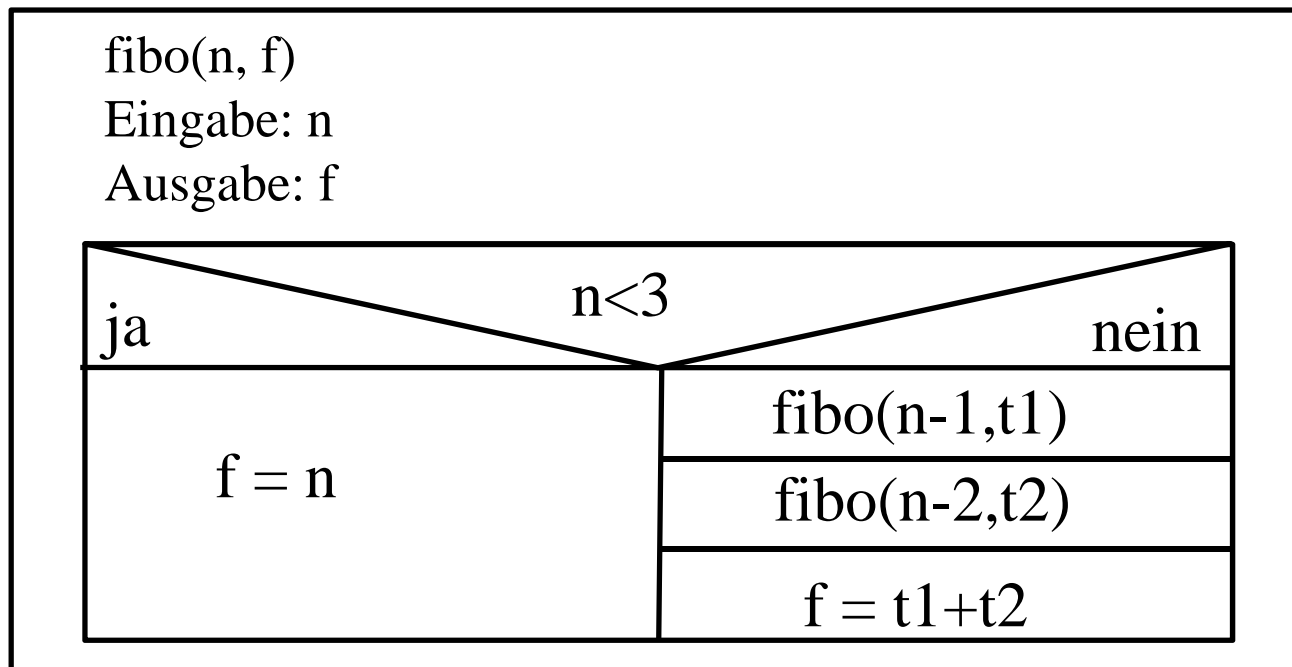 fibo(n, f)
Eingabe: n
Ausgabe: f
n<3
ja
nein
f = n
fibo(n-1,t1)
fibo(n-2,t2)
f = t1+t2